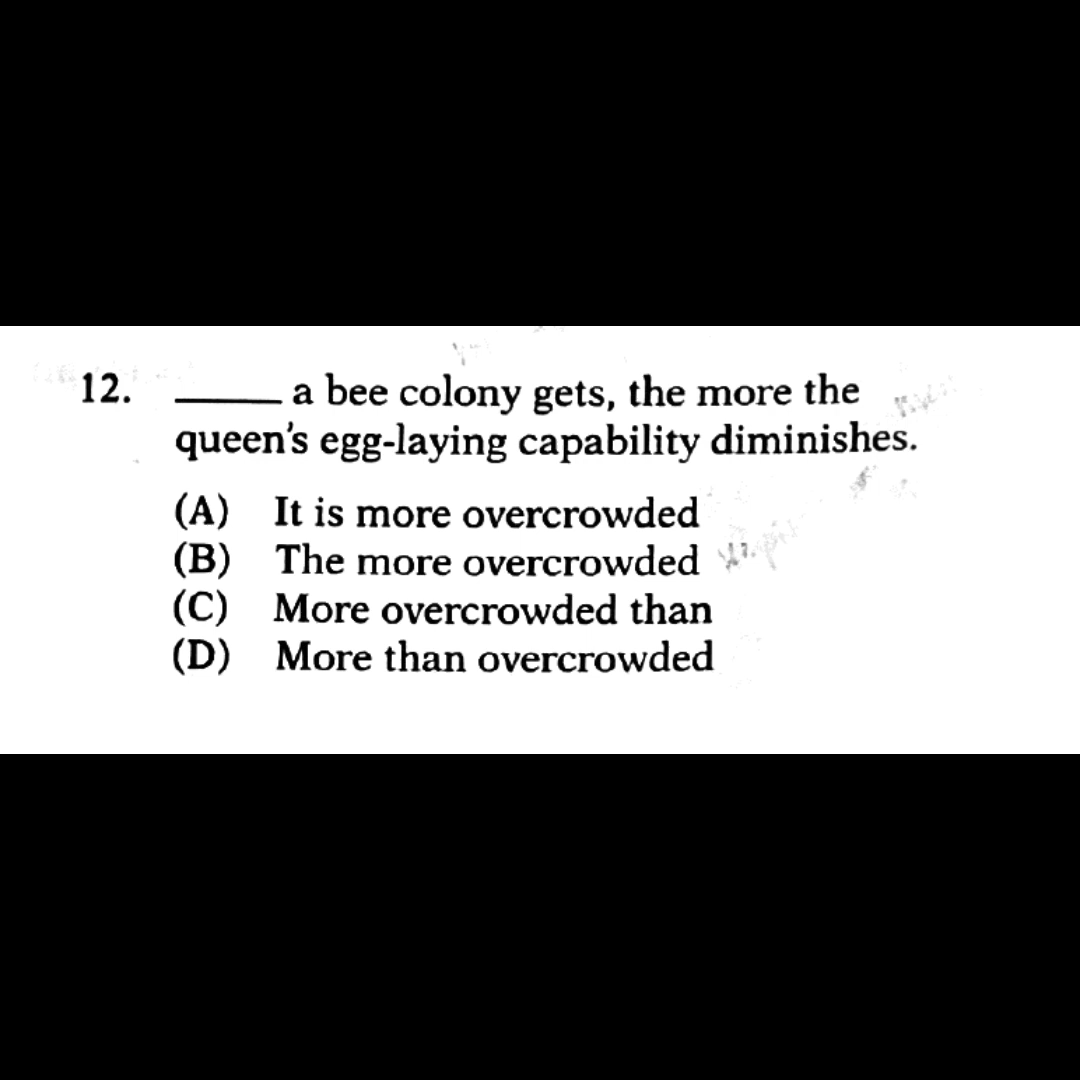 12. ______ a bee colony gets, the more the
queen's egg-laying capability diminishes.
(A) It is more overcrowded
(B) The more overcrowded
(C) More overcrowded than
(D) More than overcrowded